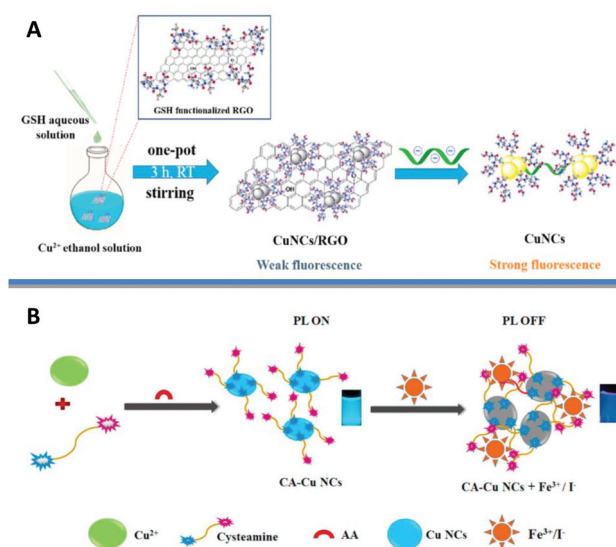 A
GSH aqueous
solution
GSH functionalized RGO
one-pot
3 h, RT
stirring
Cu²⁺ ethanol solution
OH
CuNCs/RGO
CuNCs
Weak fluorescence
Strong fluorescence
B
PL ON
PL OFF
CA-Cu NCs
CA-Cu NCs + Fe³⁺/ I⁻
Cu²⁺
Cysteamine
AA
Cu NCs
Fe³⁺/I⁻